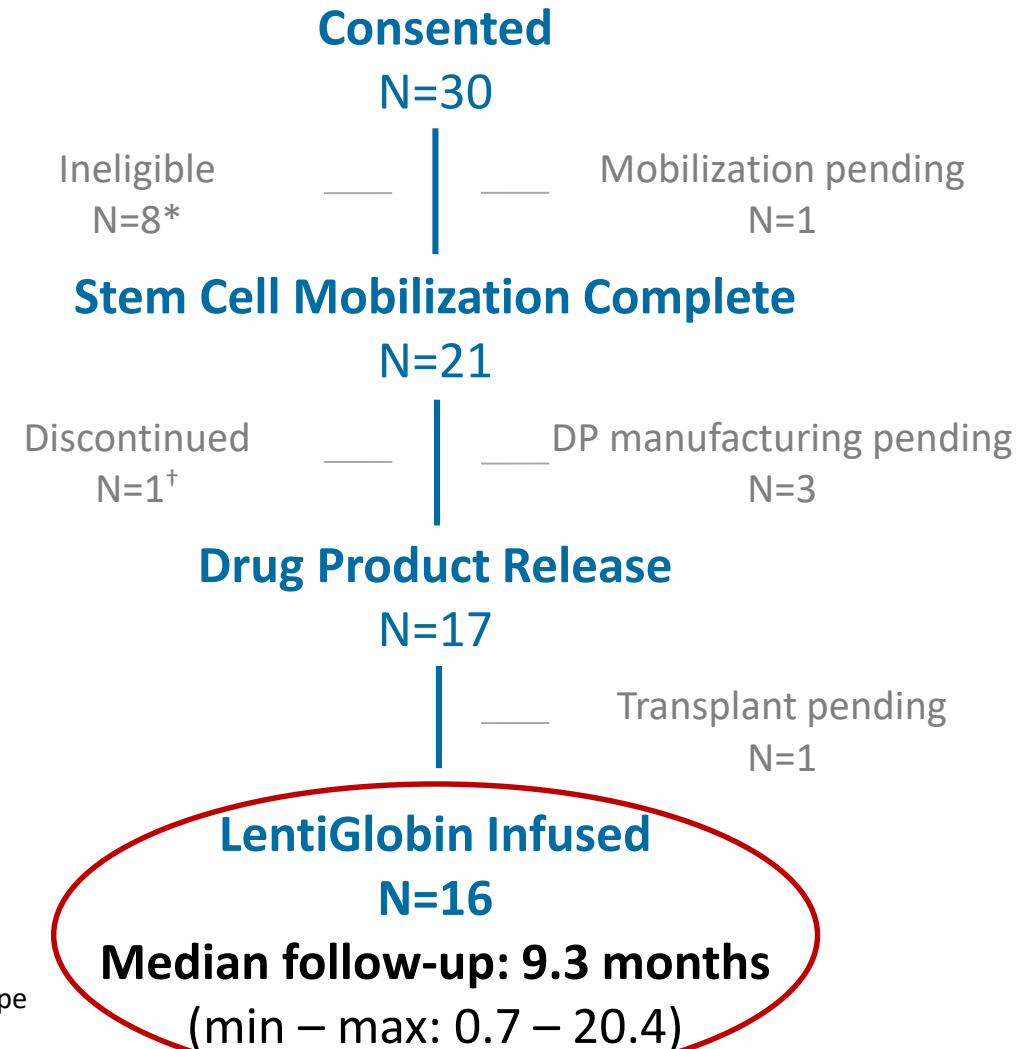 Consented
N=30
Ineligible
N=8*
Mobilization pending
N=1
Stem Cell Mobilization Complete
N=21
Discontinued
N=1†
DP manufacturing pending
N=3
Drug Product Release
N=17
Transplant pending
N=1
LentiGlobin Infused
N=16
Median follow-up: 9.3 months
pe
(min – max: 0.7 – 20.4)